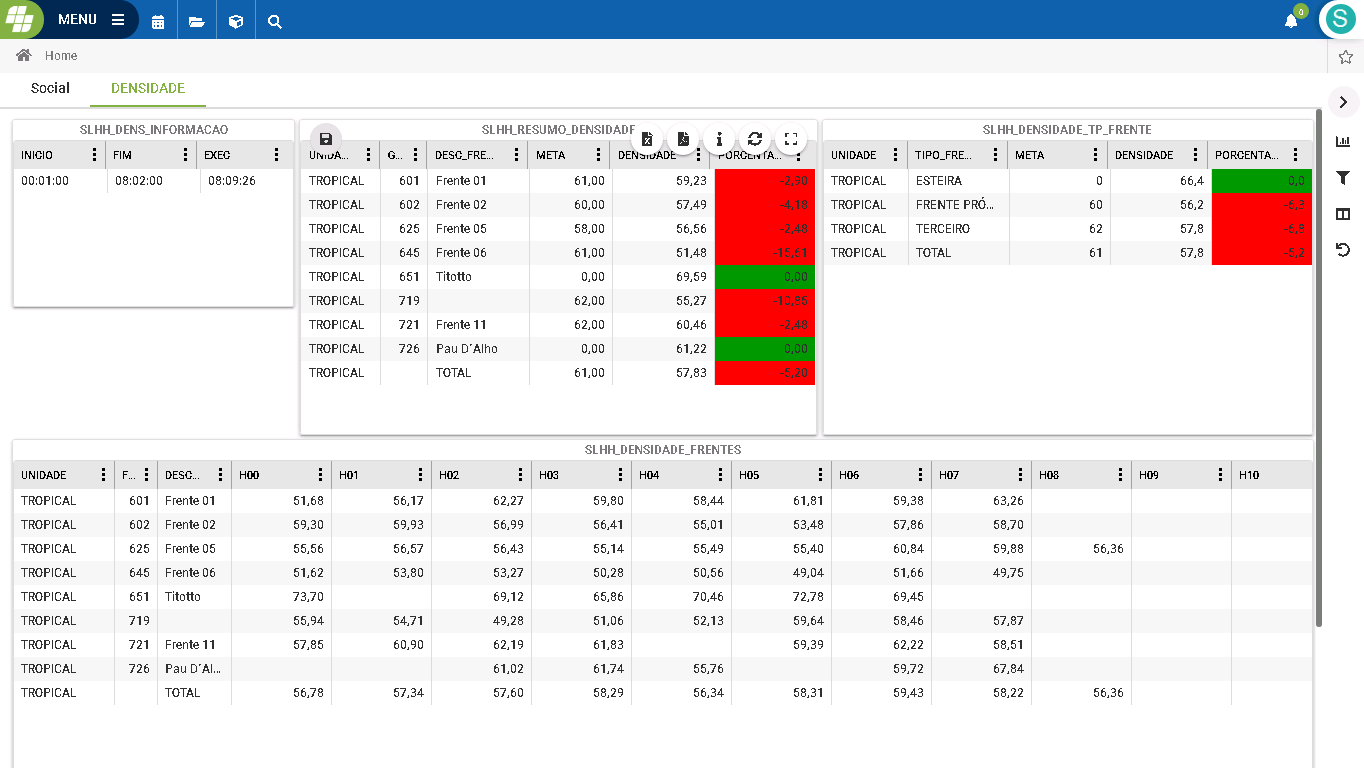 MENU
0
S
Home
Social DENSIDADE
SLHH_DENS_INFORMACAO
INICIO FIM EXEC
00:01:00 08:02:00 08:09:26
SLHH_RESUMO_DENSIDADE
UNIDA... G... DESC_FRE... META DENSIDADE PORCENTA...
TROPICAL 601 Frente 01 61,00 59,23 -2,90
TROPICAL 602 Frente 02 60,00 57,49 -4,18
TROPICAL 625 Frente 05 58,00 56,56 -2,48
TROPICAL 645 Frente 06 61,00 51,48 -15,61
TROPICAL 651 Titotto 0,00 69,59 0,00
TROPICAL 719 62,00 55,27 -10,86
TROPICAL 721 Frente 11 62,00 60,46 -2,48
TROPICAL 726 Pau D´Alho 0,00 61,22 0,00
TROPICAL TOTAL 61,00 57,83 -5,20
SLHH_DENSIDADE_TP_FRENTE
UNIDADE TIPO_FRE... META DENSIDADE PORCENTA...
TROPICAL ESTEIRA 0 66,4 0,0
TROPICAL FRENTE PRÓ... 60 56,2 -6,3
TROPICAL TERCEIRO 62 57,8 -6,8
TROPICAL TOTAL 61 57,8 -5,2
SLHH_DENSIDADE_FRENTES
UNIDADE F... DESC... H00 H01 H02 H03 H04 H05 H06 H07 H08 H09 H10
TROPICAL 601 Frente 01 51,68 56,17 62,27 59,80 58,44 61,81 59,38 63,26
TROPICAL 602 Frente 02 59,30 59,93 56,99 56,41 55,01 53,48 57,86 58,70
TROPICAL 625 Frente 05 55,56 56,57 56,43 55,14 55,49 55,40 60,84 59,88 56,36
TROPICAL 645 Frente 06 51,62 53,80 53,27 50,28 50,56 49,04 51,66 49,75
TROPICAL 651 Titotto 73,70 69,12 65,86 70,46 72,78 69,45
TROPICAL 719 55,94 54,71 49,28 51,06 52,13 59,64 58,46 57,87
TROPICAL 721 Frente 11 57,85 60,90 62,19 61,83 59,39 62,22 58,51
TROPICAL 726 Pau D´Al... 61,02 61,74 55,76 59,72 67,84
TROPICAL TOTAL 56,78 57,34 57,60 58,29 56,34 58,31 59,43 58,22 56,36